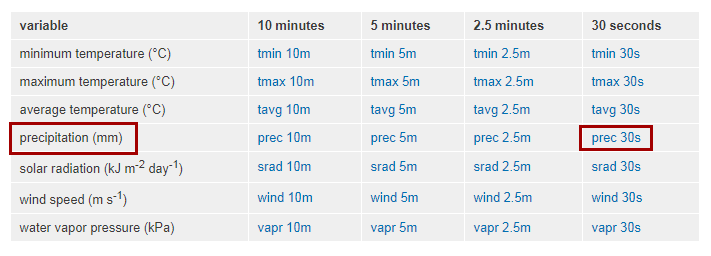 variable 10 minutes 5 minutes 2.5 minutes 30 seconds
minimum temperature (°C) tmin 10m tmin 5m tmin 2.5m tmin 30s
maximum temperature (°C) tmax 10m tmax 5m tmax 2.5m tmax 30s
average temperature (°C) tavg 10m tavg 5m tavg 2.5m tavg 30s
precipitation (mm) prec 10m prec 5m prec 2.5m prec 30s
solar radiation (kJ m-2 day-1) srad 10m srad 5m srad 2.5m srad 30s
wind speed (m s-1) wind 10m wind 5m wind 2.5m wind 30s
water vapor pressure (kPa) vapr 10m vapr 5m vapr 2.5m vapr 30s